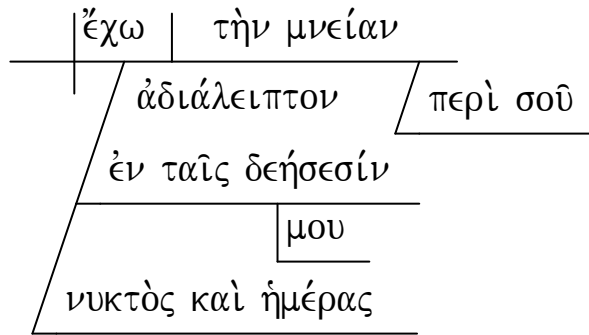 ἔχω τὴν μνείαν
ἀδιάλειπτον περὶ σοῦ
ἐν ταῖς δεήσεσίν
μου
νυκτὸς καὶ ἡμέρας